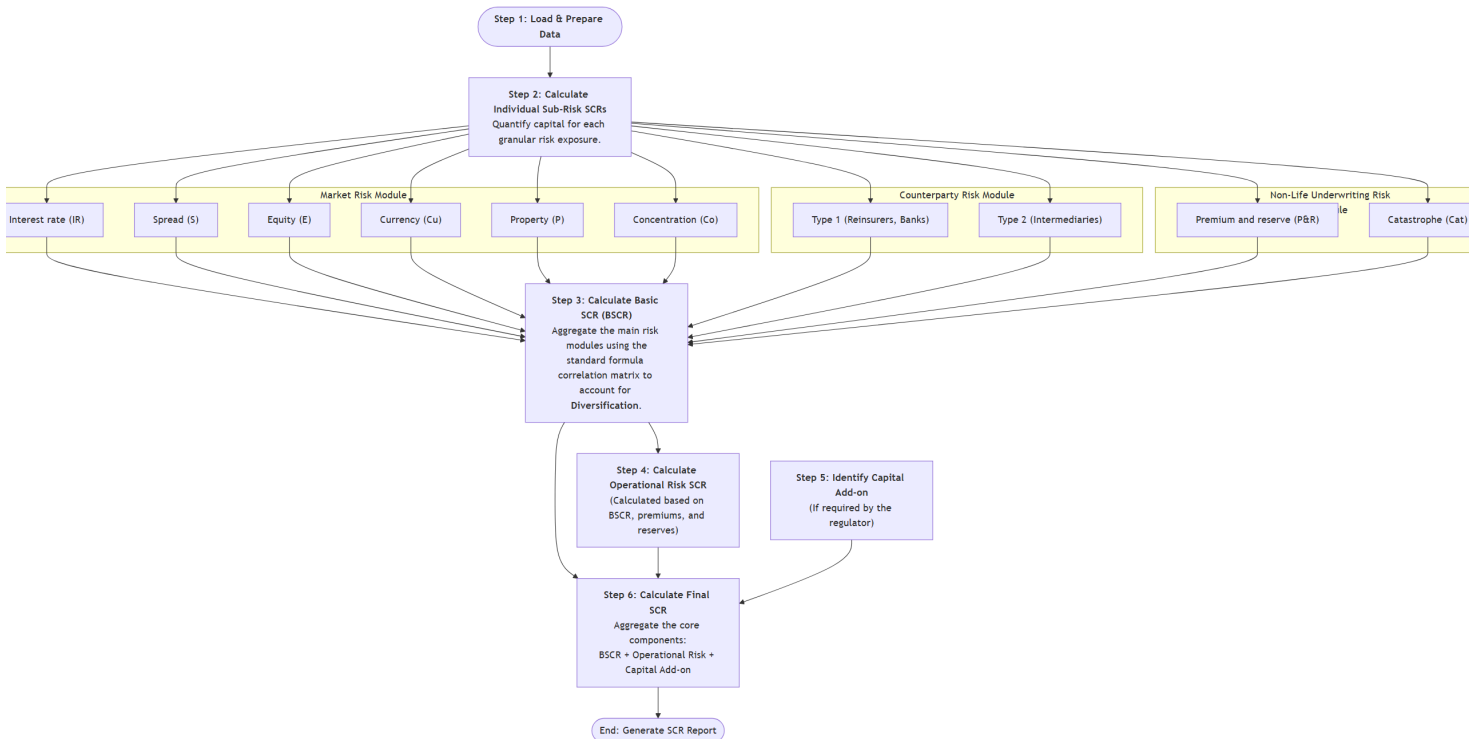 Step 1: Load & Prepare
Data
Step 2: Calculate
Individual Sub-Risk SCRs
Quantify capital for each
granular risk exposure.
Market Risk Module
Interest rate (IR)
Spread (S)
Equity (E)
Currency (Cu)
Property (P)
Concentration (Co)
Counterparty Risk Module
Type 1 (Reinsurers, Banks)
Type 2 (Intermediaries)
Non-Life Underwriting Risk
Premium and reserve (P&R)
Catastrophe (Cat)
Step 3: Calculate Basic
SCR (BSCR)
Aggregate the main risk
modules using the
standard formula
correlation matrix to
account for
Diversification.
Step 4: Calculate
Operational Risk SCR
(Calculated based on
BSCR, premiums, and
reserves)
Step 5: Identify Capital
Add-on
(If required by the
regulator)
Step 6: Calculate Final
SCR
Aggregate the core
components:
BSCR + Operational Risk +
Capital Add-on
End: Generate SCR Report